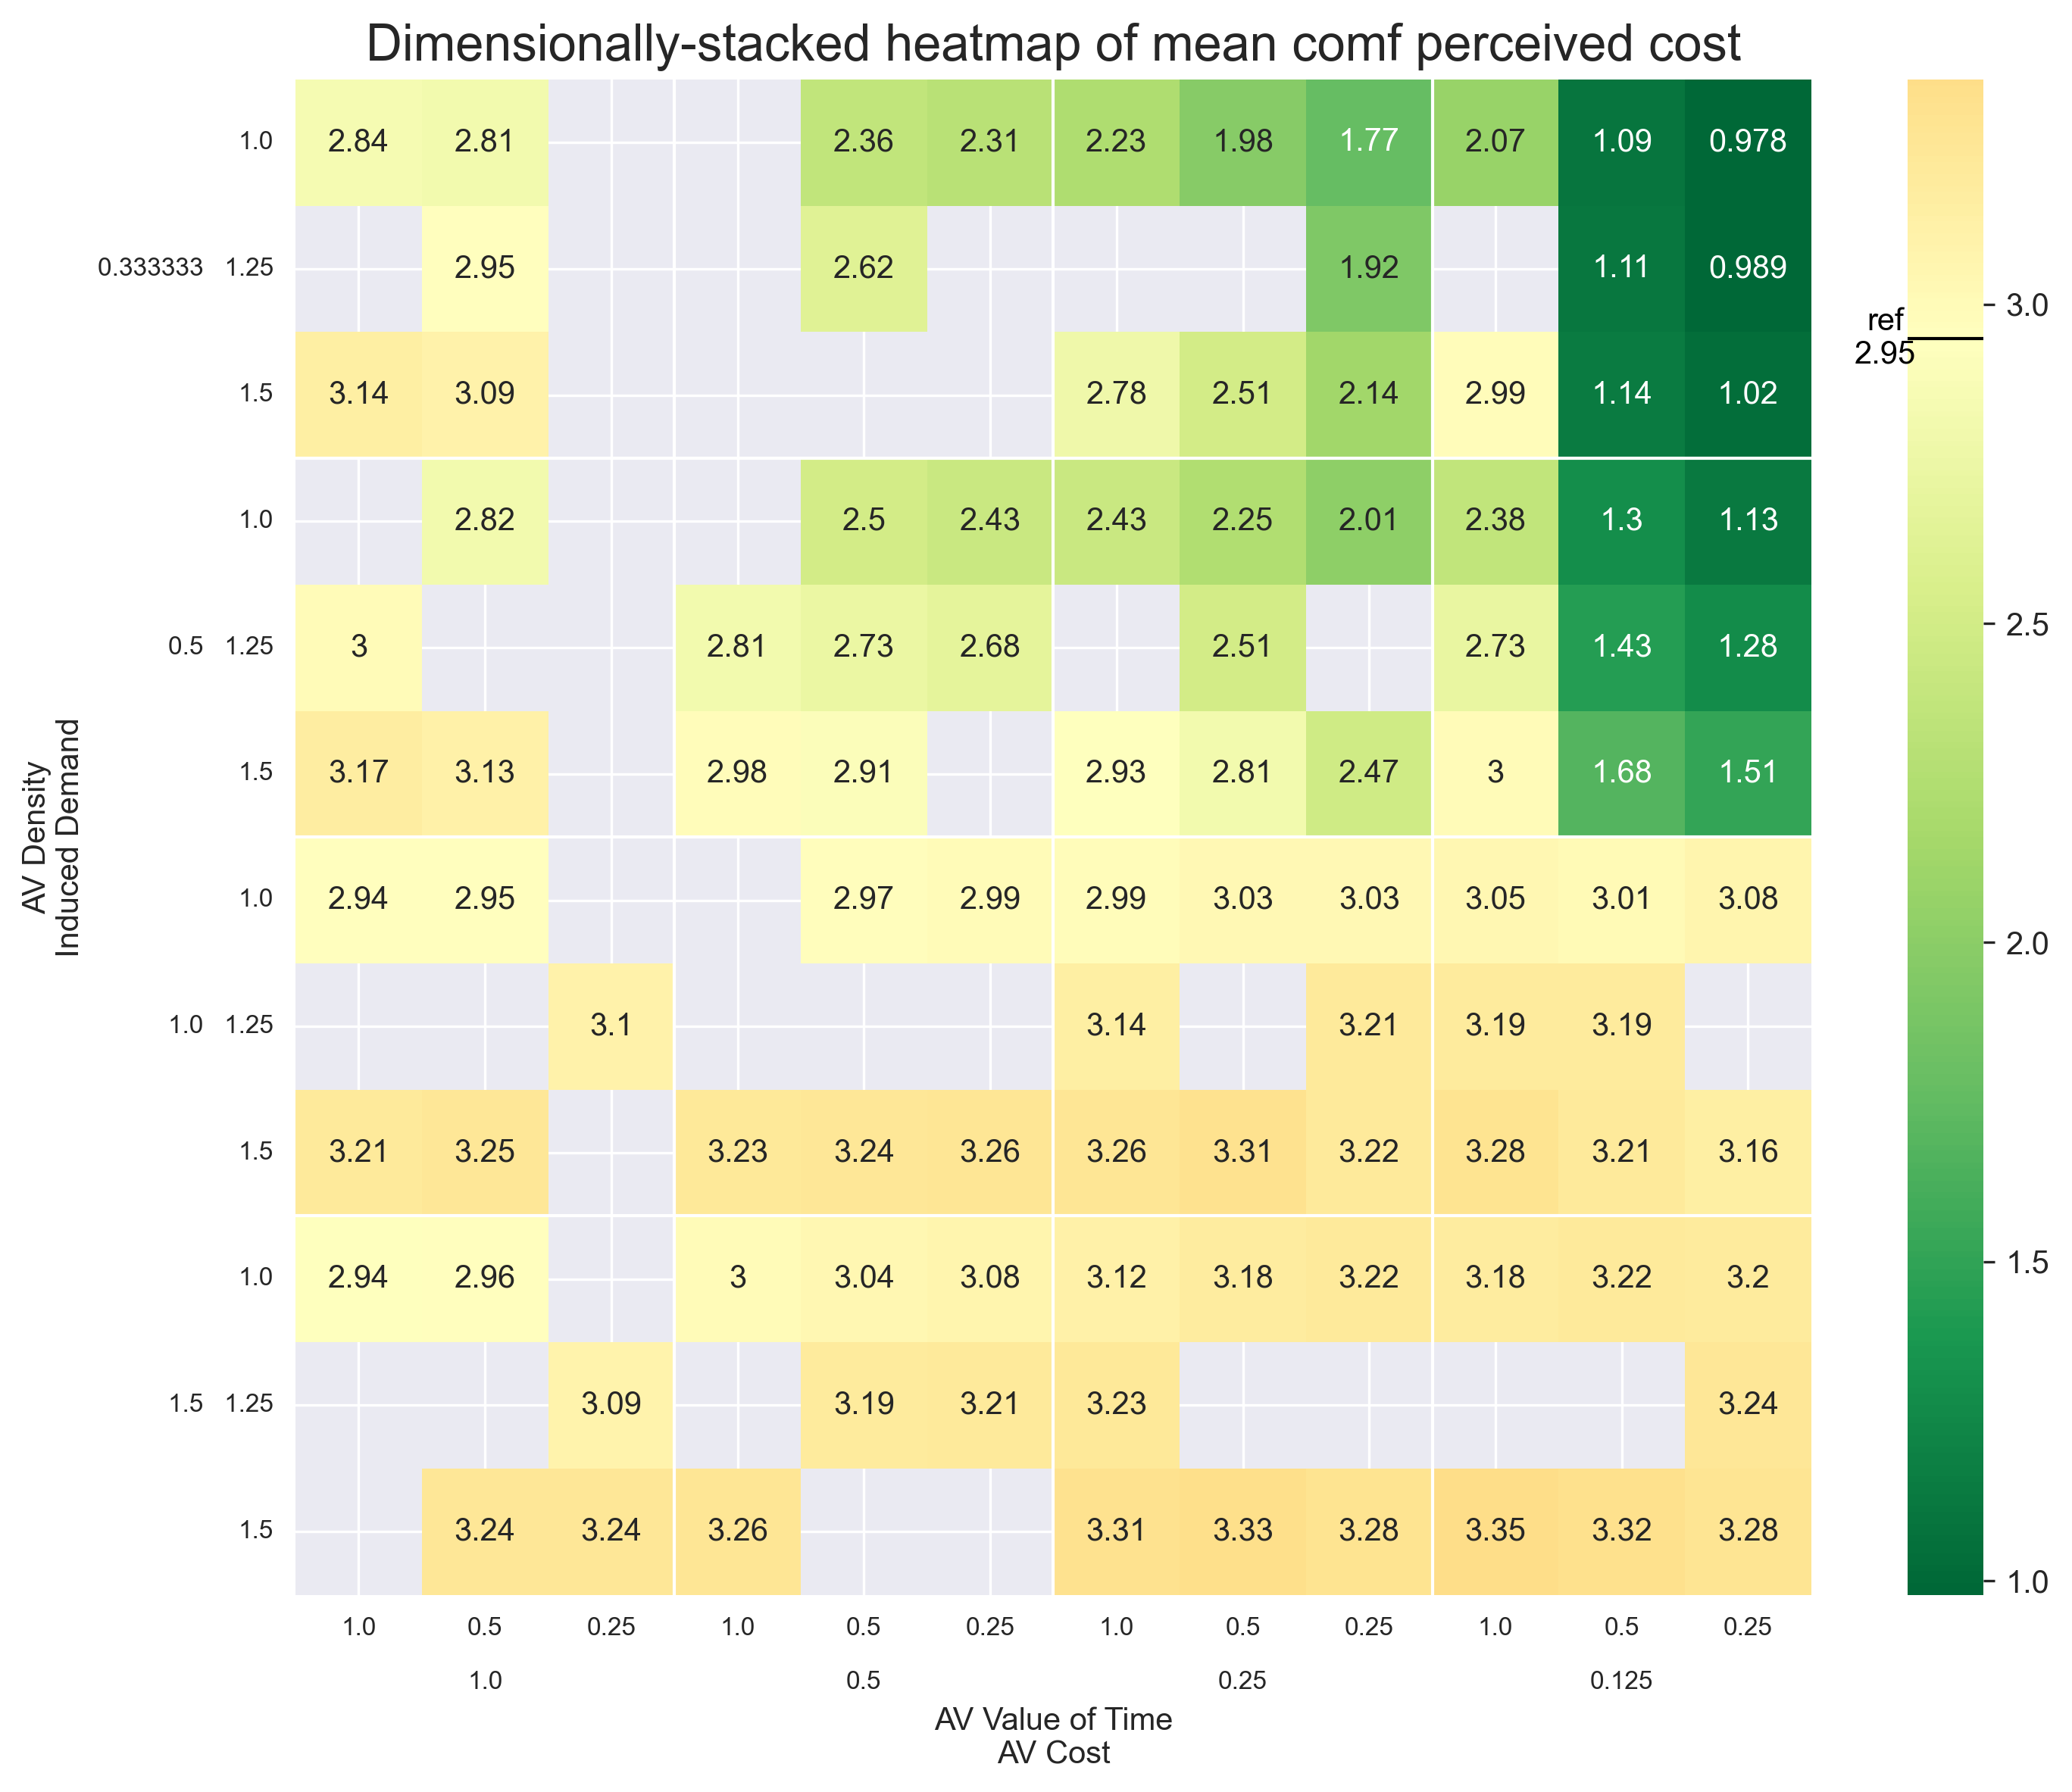 Dimensionally-stacked heatmap of mean comf perceived cost
1.0 2.84 2.81 2.36 2.31 2.23 1.98 1.77 2.07 1.09 0.978
0.333333 1.25 2.95 2.62 1.92 1.11 0.989
1.5 3.14 3.09 2.78 2.51 2.14 2.99 1.14 1.02
1.0 2.82 2.5 2.43 2.43 2.25 2.01 2.38 1.3 1.13
0.5 1.25 3 2.81 2.73 2.68 2.51 2.73 1.43 1.28
1.5 3.17 3.13 2.98 2.91 2.93 2.81 2.47 3 1.68 1.51
1.0 2.94 2.95 2.97 2.99 2.99 3.03 3.03 3.05 3.01 3.08
1.0 1.25 3.1 3.14 3.21 3.19 3.19
1.5 3.21 3.25 3.23 3.24 3.26 3.26 3.31 3.22 3.28 3.21 3.16
1.0 2.94 2.96 3 3.04 3.08 3.12 3.18 3.22 3.18 3.22 3.2
1.5 1.25 3.09 3.19 3.21 3.23 3.24
1.5 3.24 3.24 3.26 3.31 3.33 3.28 3.35 3.32 3.28
1.0 0.5 0.25 1.0 0.5 0.25 1.0 0.5 0.25 1.0 0.5 0.25
1.0 0.5 0.25 0.125
AV Value of Time
AV Cost
AV Density
Induced Demand
ref
2.95
3.0
2.5
2.0
1.5
1.0